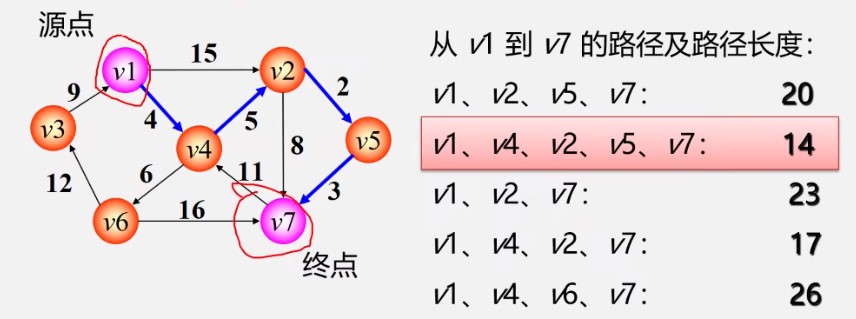 源点
v1
15
v2
2
9
4
5
v3
v4
8
v5
12
6
11
3
v6
16
v7
终点
从 v1 到 v7 的路径及路径长度：
v1、v2、v5、v7： 20
v1、v4、v2、v5、v7： 14
v1、v2、v7： 23
v1、v4、v2、v7： 17
v1、v4、v6、v7： 26